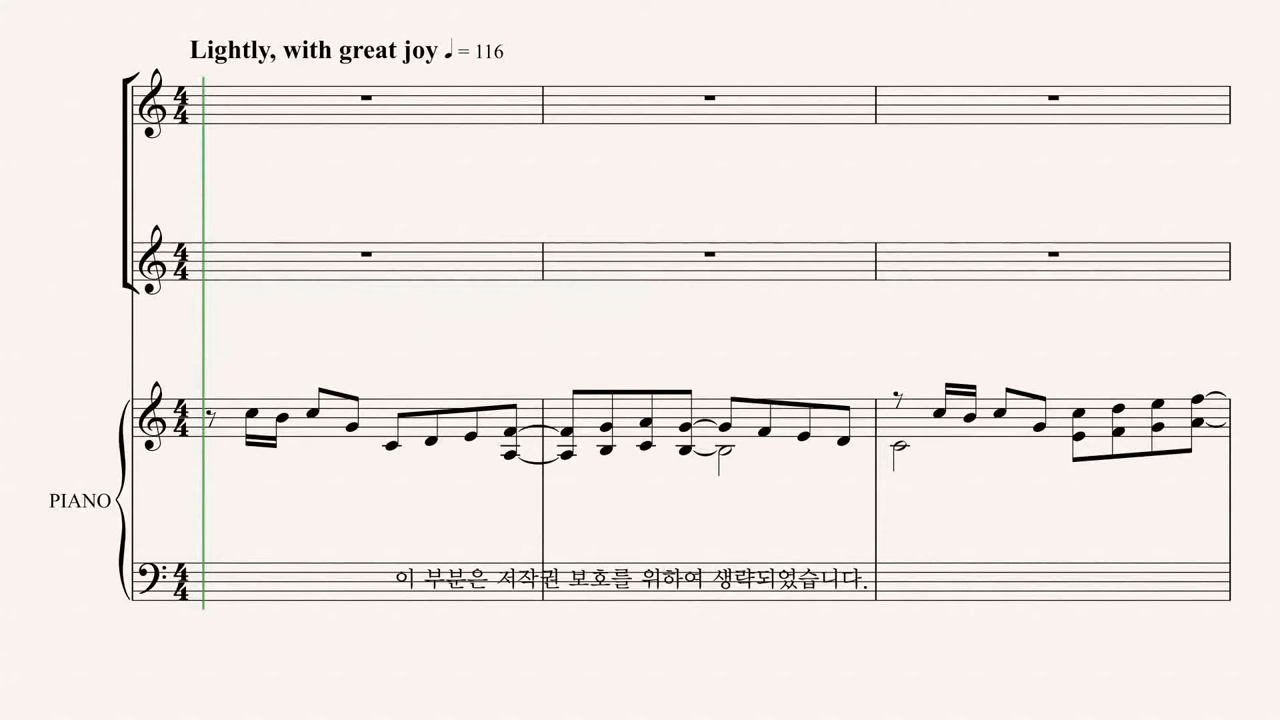 Lightly, with great joy ♩ = 116
PIANO
이 부분은 저작권 보호를 위하여 생략되었습니다.